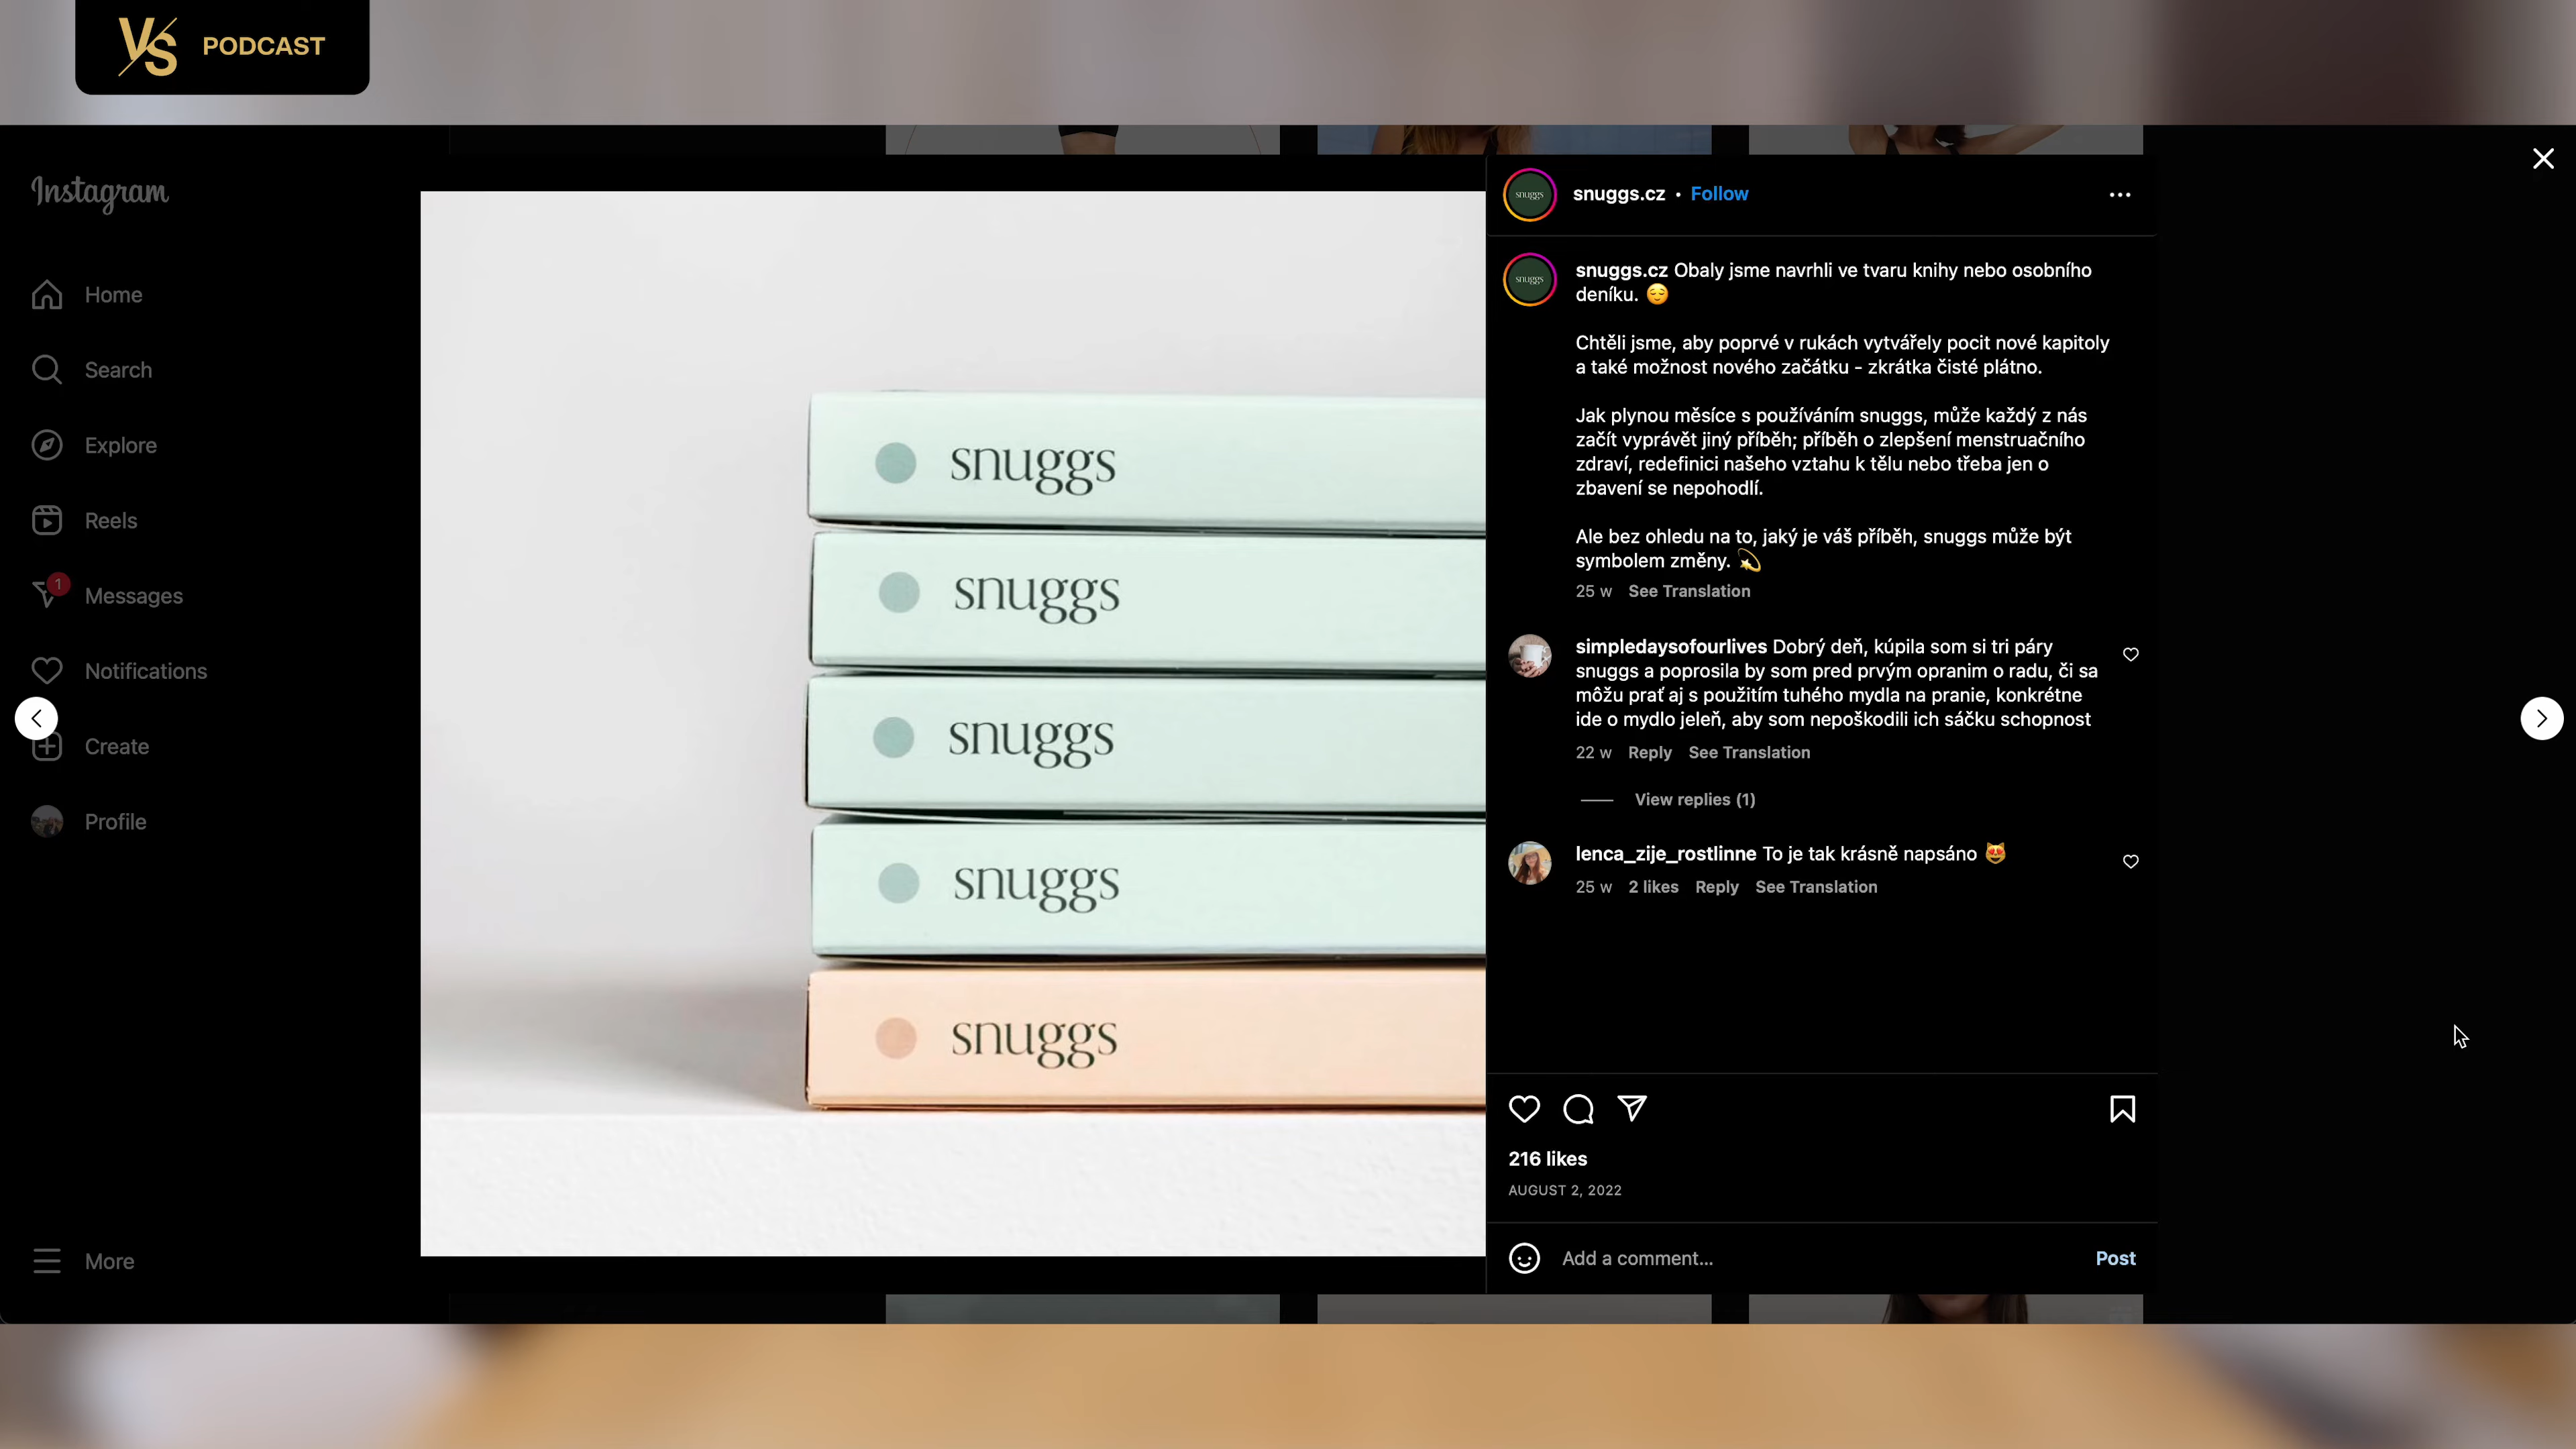 VS PODCAST
Instagram
Home
Search
Explore
Reels
1
Messages
Notifications
Create
Profile
More
snuggs
snuggs
snuggs
snuggs
snuggs
snuggs
snuggs.cz • Follow
snuggs
snuggs.cz Obaly jsme navrhli ve tvaru knihy nebo osobního
deníku. 😌
Chtěli jsme, aby poprvé v rukách vytvářely pocit nové kapitoly
a také možnost nového začátku - zkrátka čisté plátno.
Jak plynou měsíce s používáním snuggs, může každý z nás
začít vyprávět jiný příběh; příběh o zlepšení menstruačního
zdraví, redefinici našeho vztahu k tělu nebo třeba jen o
zbavení se nepohodlí.
Ale bez ohledu na to, jaký je váš příběh, snuggs může být
symbolem změny. 💫
25 w See Translation
simpledaysofourlives Dobrý deň, kúpila som si tri páry
snuggs a poprosila by som pred prvým opranim o radu, či sa
môžu prať aj s použitím tuhého mydla na pranie, konkrétne
ide o mydlo jeleň, aby som nepoškodili ich sáčku schopnost
22 w Reply See Translation
View replies (1)
lenca_zije_rostlinne To je tak krásně napsáno 😻
25 w 2 likes Reply See Translation
216 likes
AUGUST 2, 2022
Add a comment...
Post